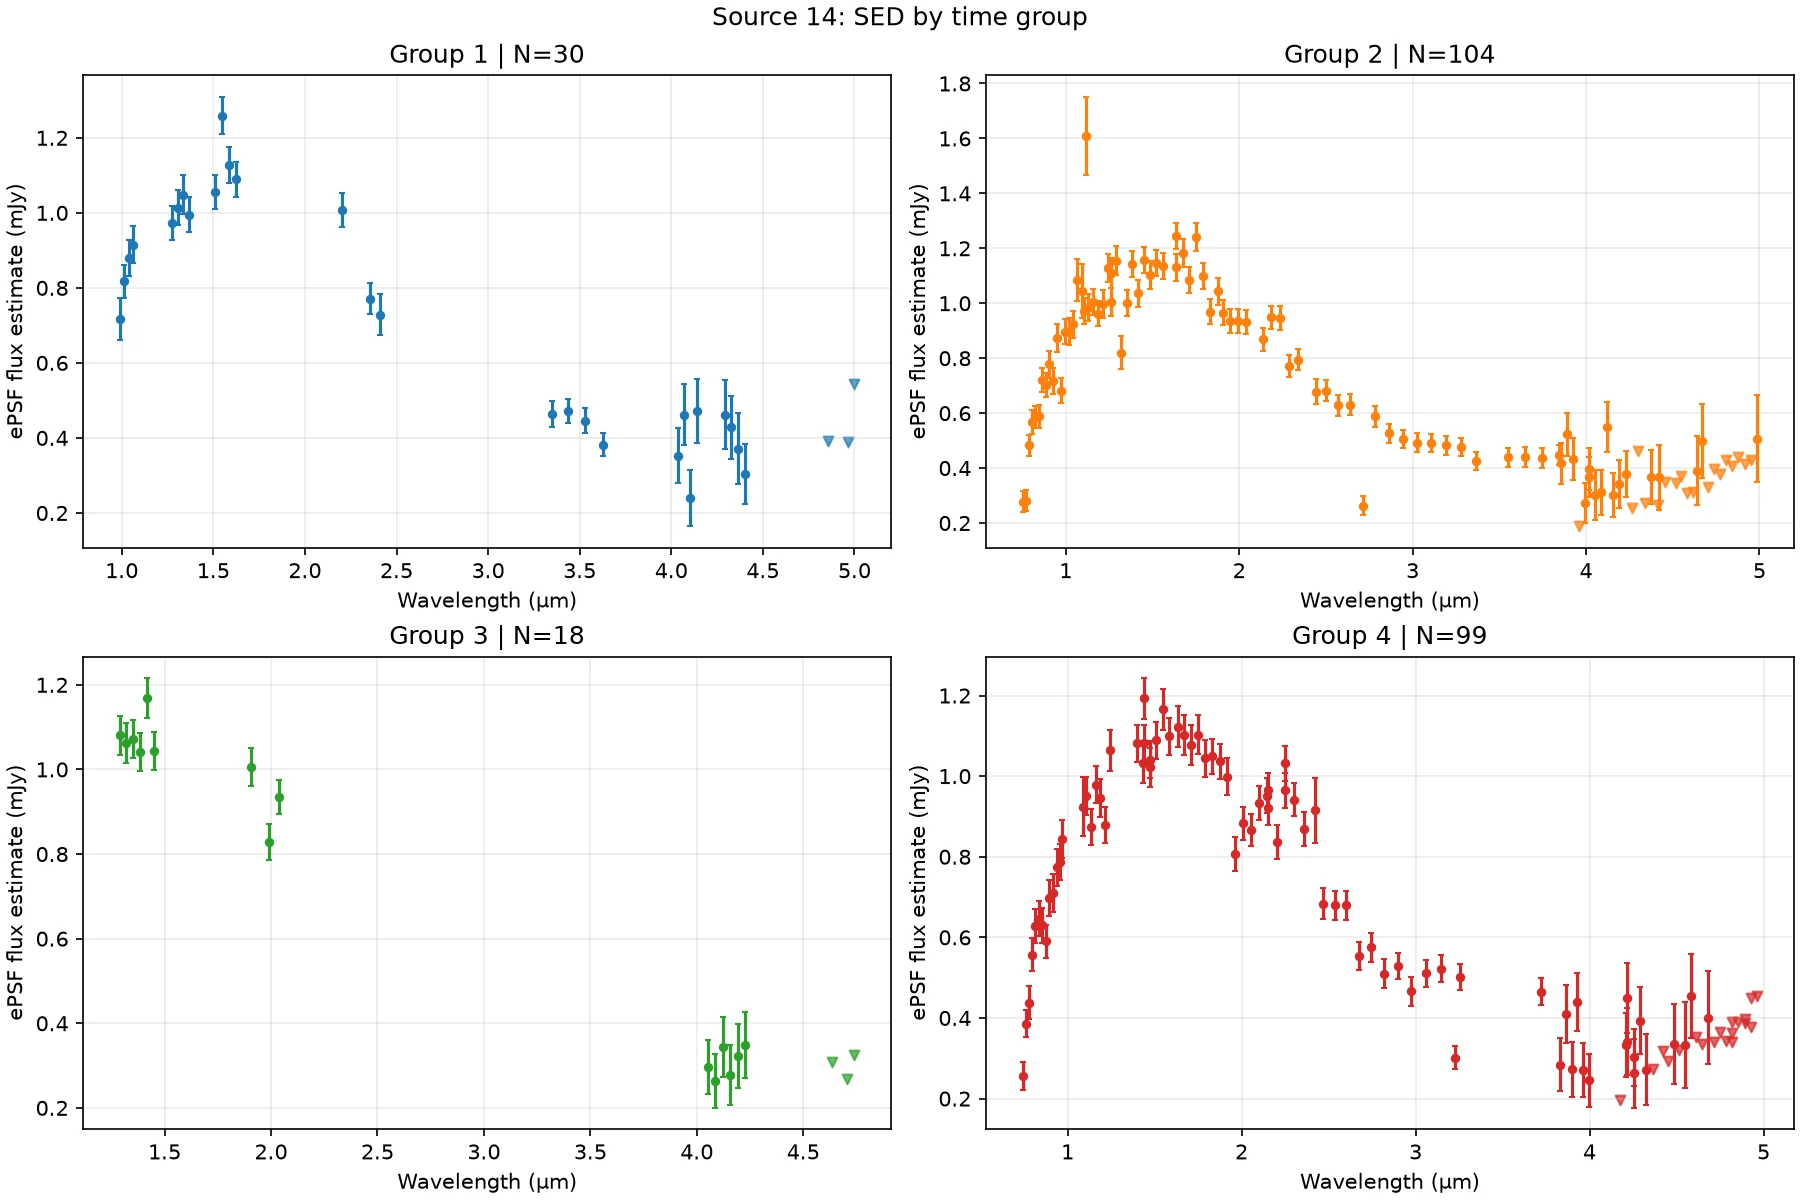 Source 14: SED by time group
Group 1 | N=30
ePSF flux estimate (mJy)
1.2
1.0
0.8
0.6
0.4
0.2
1.0 1.5 2.0 2.5 3.0 3.5 4.0 4.5 5.0
Wavelength (μm)
Group 2 | N=104
ePSF flux estimate (mJy)
1.8
1.6
1.4
1.2
1.0
0.8
0.6
0.4
0.2
1 2 3 4 5
Wavelength (μm)
Group 3 | N=18
ePSF flux estimate (mJy)
1.2
1.0
0.8
0.6
0.4
0.2
1.5 2.0 2.5 3.0 3.5 4.0 4.5
Wavelength (μm)
Group 4 | N=99
ePSF flux estimate (mJy)
1.2
1.0
0.8
0.6
0.4
0.2
1 2 3 4 5
Wavelength (μm)